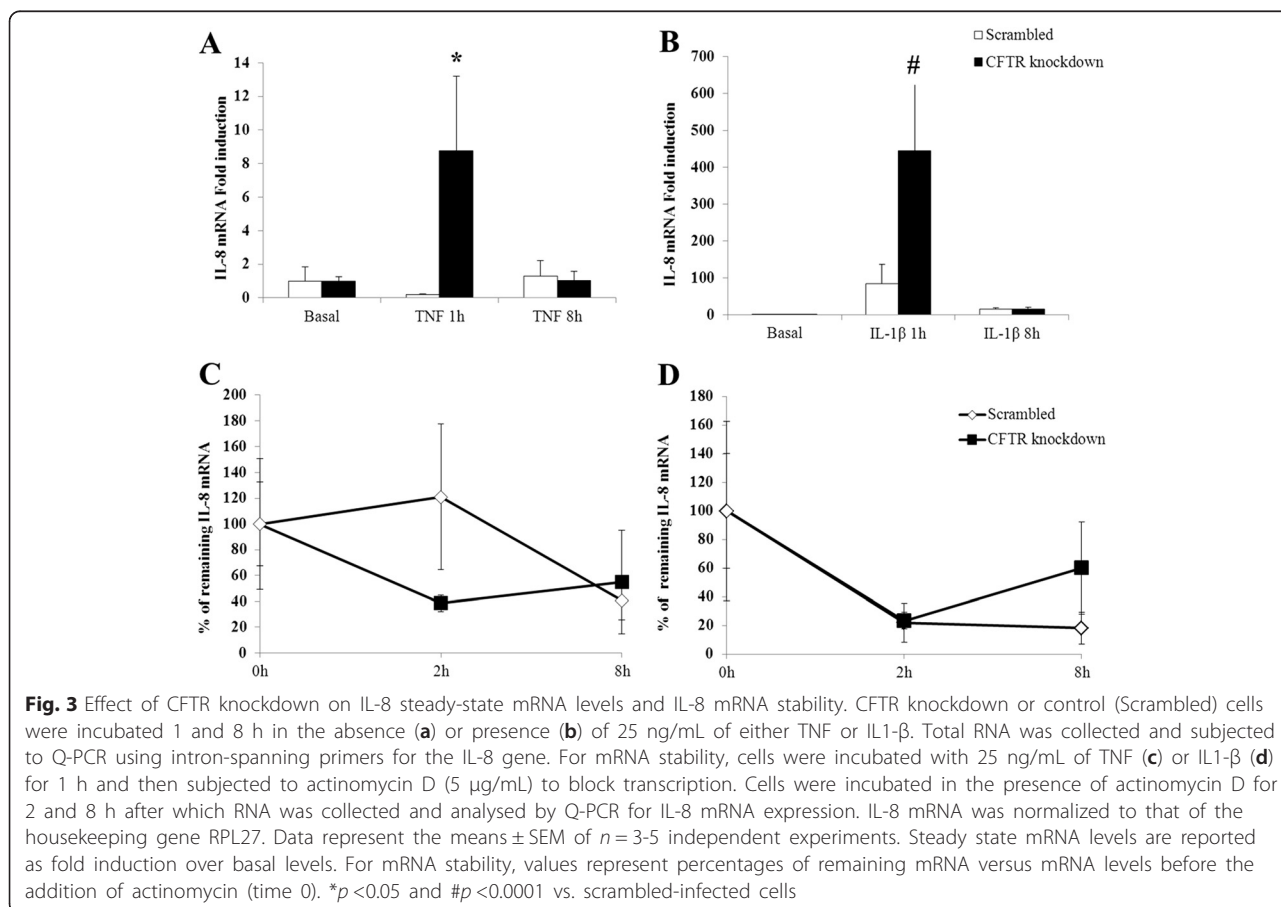 A
B
Scrambled
CFTR knockdown
IL-8 mRNA Fold induction
14
12
10
8
6
4
2
0
*
Basal
TNF 1h
TNF 8h
IL-8 mRNA Fold induction
700
600
500
400
300
200
100
0
#
Basal
IL-1β 1h
IL-1β 8h
C
D
% of remaining IL-8 mRNA
200
180
160
140
120
100
80
60
40
20
0
0h
2h
8h
% of remaining IL-8 mRNA
180
160
140
120
100
80
60
40
20
0
0h
2h
8h
Scrambled
CFTR knockdown
Fig. 3 Effect of CFTR knockdown on IL-8 steady-state mRNA levels and IL-8 mRNA stability. CFTR knockdown or control (Scrambled) cells
were incubated 1 and 8 h in the absence (a) or presence (b) of 25 ng/mL of either TNF or IL1-β. Total RNA was collected and subjected
to Q-PCR using intron-spanning primers for the IL-8 gene. For mRNA stability, cells were incubated with 25 ng/mL of TNF (c) or IL1-β (d)
for 1 h and then subjected to actinomycin D (5 μg/mL) to block transcription. Cells were incubated in the presence of actinomycin D for
2 and 8 h after which RNA was collected and analysed by Q-PCR for IL-8 mRNA expression. IL-8 mRNA was normalized to that of the
housekeeping gene RPL27. Data represent the means ± SEM of n = 3-5 independent experiments. Steady state mRNA levels are reported
as fold induction over basal levels. For mRNA stability, values represent percentages of remaining mRNA versus mRNA levels before the
addition of actinomycin (time 0). *p <0.05 and #p <0.0001 vs. scrambled-infected cells